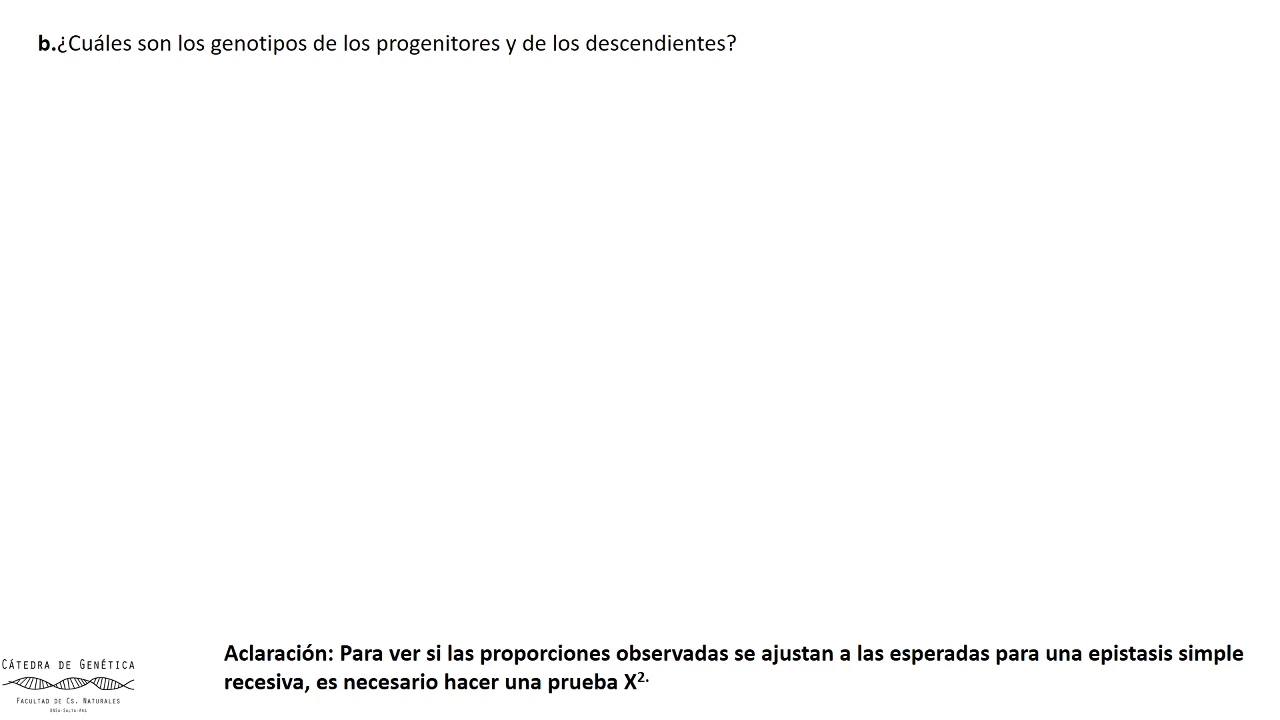 b.¿Cuáles son los genotipos de los progenitores y de los descendientes?
Aclaración: Para ver si las proporciones observadas se ajustan a las esperadas para una epistasis simple
recesiva, es necesario hacer una prueba X².
CÁTEDRA DE GENÉTICA
FACULTAD DE CS. NATURALES